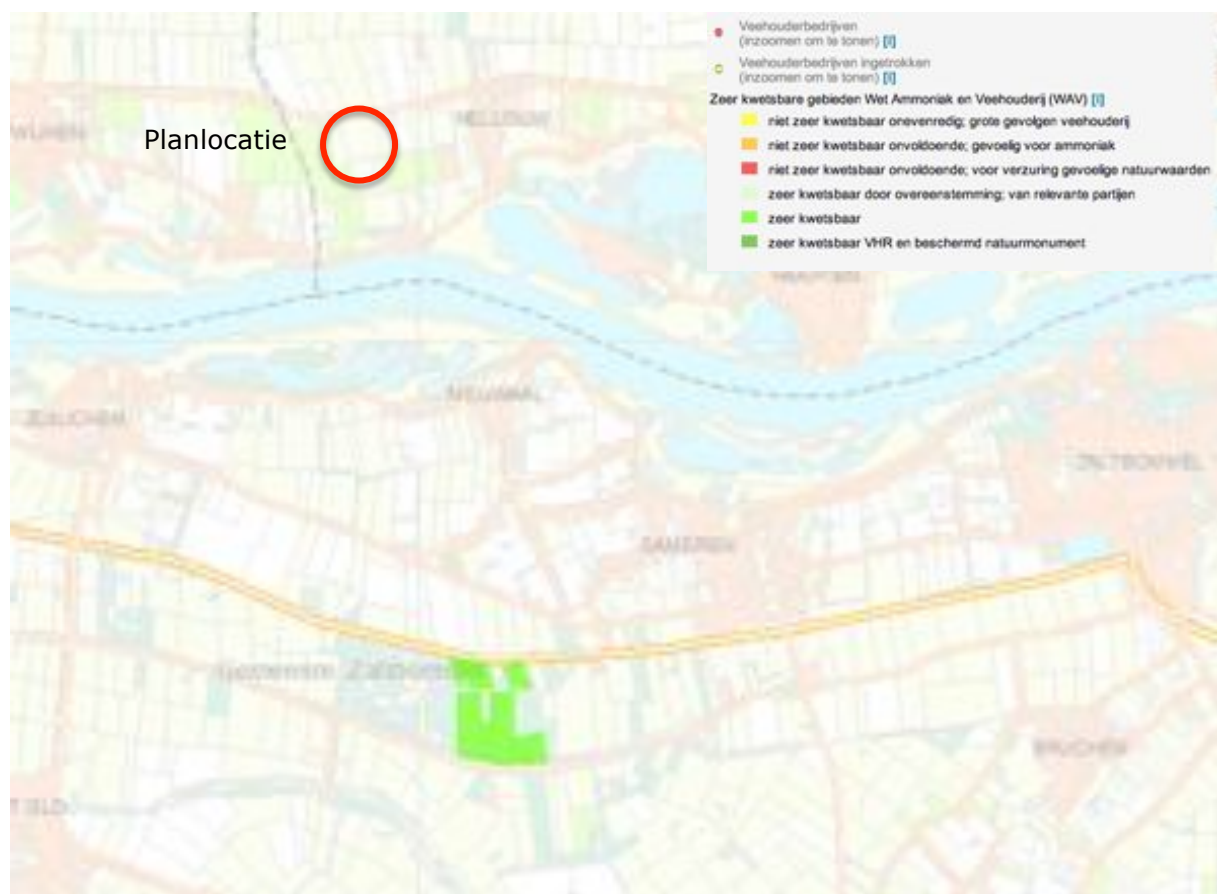 Veehouderbedrijven
(inzoomen om te tonen) [i]
Veehouderbedrijven ingetrokken
(inzoomen om te tonen) [i]
Zeer kwetsbare gebieden Wet Ammoniak en Veehouderij (WAV) [i]
niet zeer kwetsbaar onevenredig; grote gevolgen veehouderij
niet zeer kwetsbaar onvoldoende; gevoelig voor ammoniak
niet zeer kwetsbaar onvoldoende; voor verzuring gevoelige natuurwaarden
zeer kwetsbaar door overeenstemming; van relevante partijen
zeer kwetsbaar
zeer kwetsbaar VHR en beschermd natuurmonument
Planlocatie
HELLOUW
NIEUWAAL
ZUILICHEM
ZALTBOMMEL
GAMEREN
Gemeente
BRUCHEM